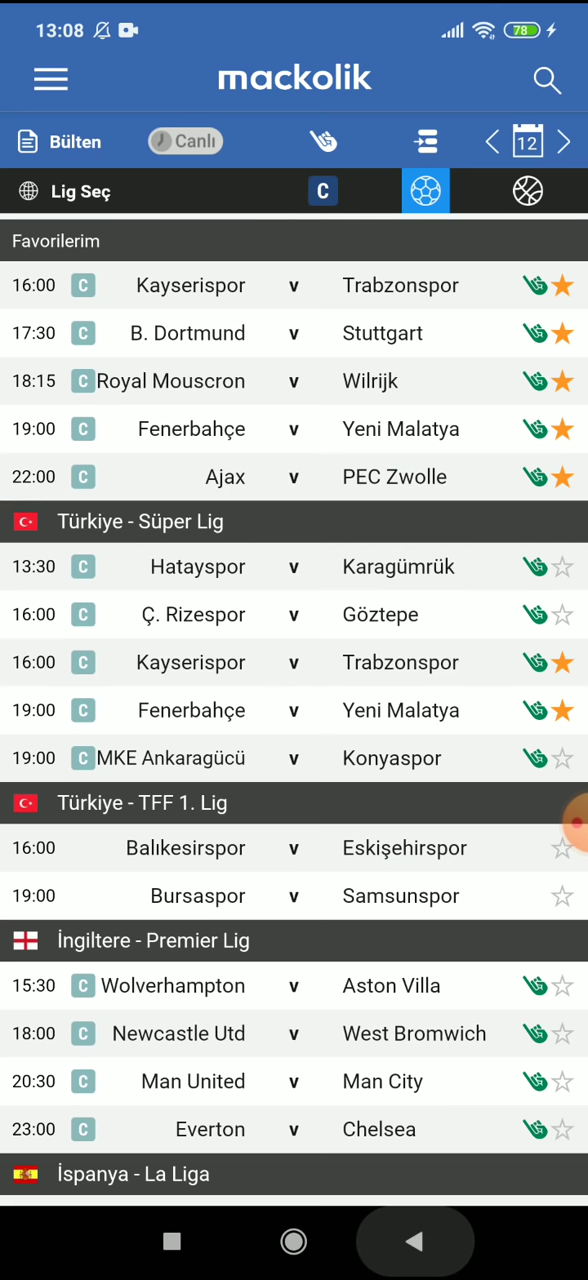 13:08 78
mackolik
Bülten Canlı 12
Lig Seç C
Favorilerim
16:00 C Kayserispor v Trabzonspor
17:30 C B. Dortmund v Stuttgart
18:15 C Royal Mouscron v Wilrijk
19:00 C Fenerbahçe v Yeni Malatya
22:00 C Ajax v PEC Zwolle
Türkiye - Süper Lig
13:30 C Hatayspor v Karagümrük
16:00 C Ç. Rizespor v Göztepe
16:00 C Kayserispor v Trabzonspor
19:00 C Fenerbahçe v Yeni Malatya
19:00 C MKE Ankaragücü v Konyaspor
Türkiye - TFF 1. Lig
16:00 Balıkesirspor v Eskişehirspor
19:00 Bursaspor v Samsunspor
İngiltere - Premier Lig
15:30 C Wolverhampton v Aston Villa
18:00 C Newcastle Utd v West Bromwich
20:30 C Man United v Man City
23:00 C Everton v Chelsea
İspanya - La Liga